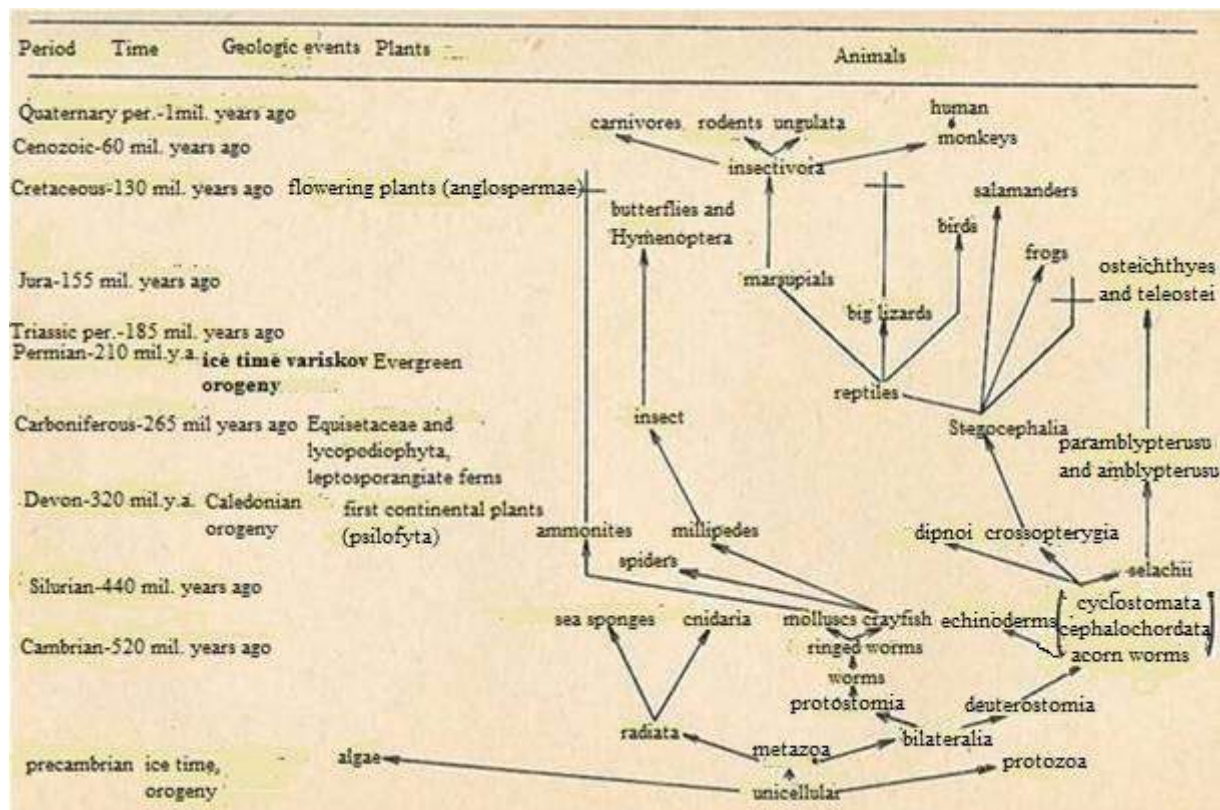 Period Time Geologic events Plants Animals
Quaternary per.-1mil. years ago
human
carnivores rodents ungulata
monkeys
Cenozoic-60 mil. years ago
insectivora
Cretaceous-130 mil. years ago flowering plants (anglospermae)
salamanders
butterflies and
Hymenoptera
birds
frogs
osteichthyes
and teleostei
Jura-155 mil. years ago
marsupials
big lizards
Triassic per.-185 mil. years ago
Permian-210 mil.y.a. ice time variskov Evergreen
orogeny
reptiles
insect
Carboniferous-265 mil years ago Equisetaceae and
lycopodiophyta,
leptosporangiate ferns
Stegocephalia
paramblypterusu
and amblypterusu
Devon-320 mil.y.a. Caledonian
orogeny
first continental plants
(psilofyta)
ammonites millipedes
dipnoi crossopterygia
spiders
selachii
Silurian-440 mil. years ago
sea sponges cnidaria molluscs crayfish echinoderms
cyclostomata
cephalochordata
acorn worms
Cambrian-520 mil. years ago
ringed worms
worms
protostomia
deuterostomia
radiata
bilateralia
metazoa
algae
protozoa
precambrian ice time,
orogeny
unicellular